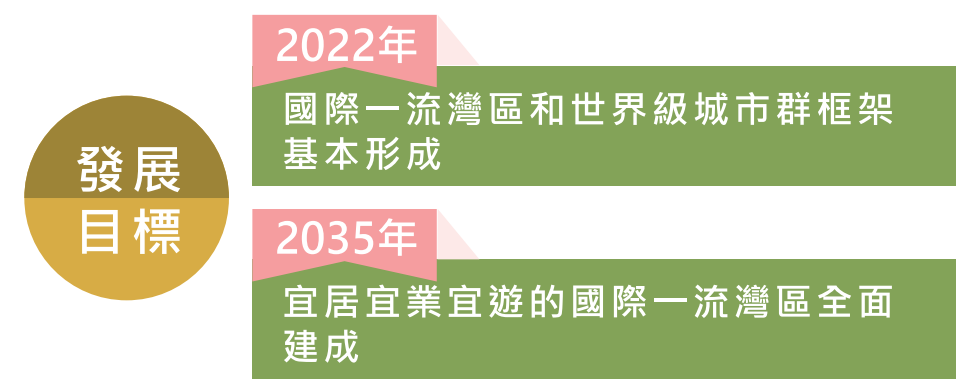 發展
目標
2022年
國際一流灣區和世界級城市群框架
基本形成
2035年
宜居宜業宜遊的國際一流灣區全面
建成